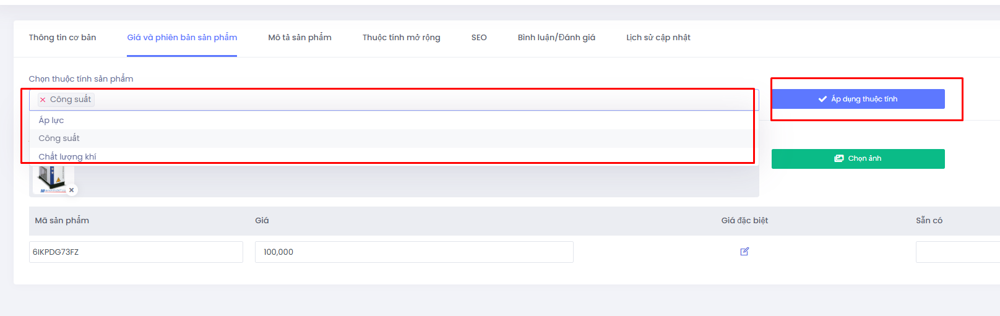 Thông tin cơ bản Giá và phiên bản sản phẩm Mô tả sản phẩm Thuộc tính mở rộng SEO Bình luận/Đánh giá Lịch sử cập nhật
Chọn thuộc tính sản phẩm
× Công suất
Áp dụng thuộc tính
Áp lực
Công suất
Chất lượng khí
Chọn ảnh
Mã sản phẩm Giá Giá đặc biệt Sẵn có
6IKPDG73FZ 100,000